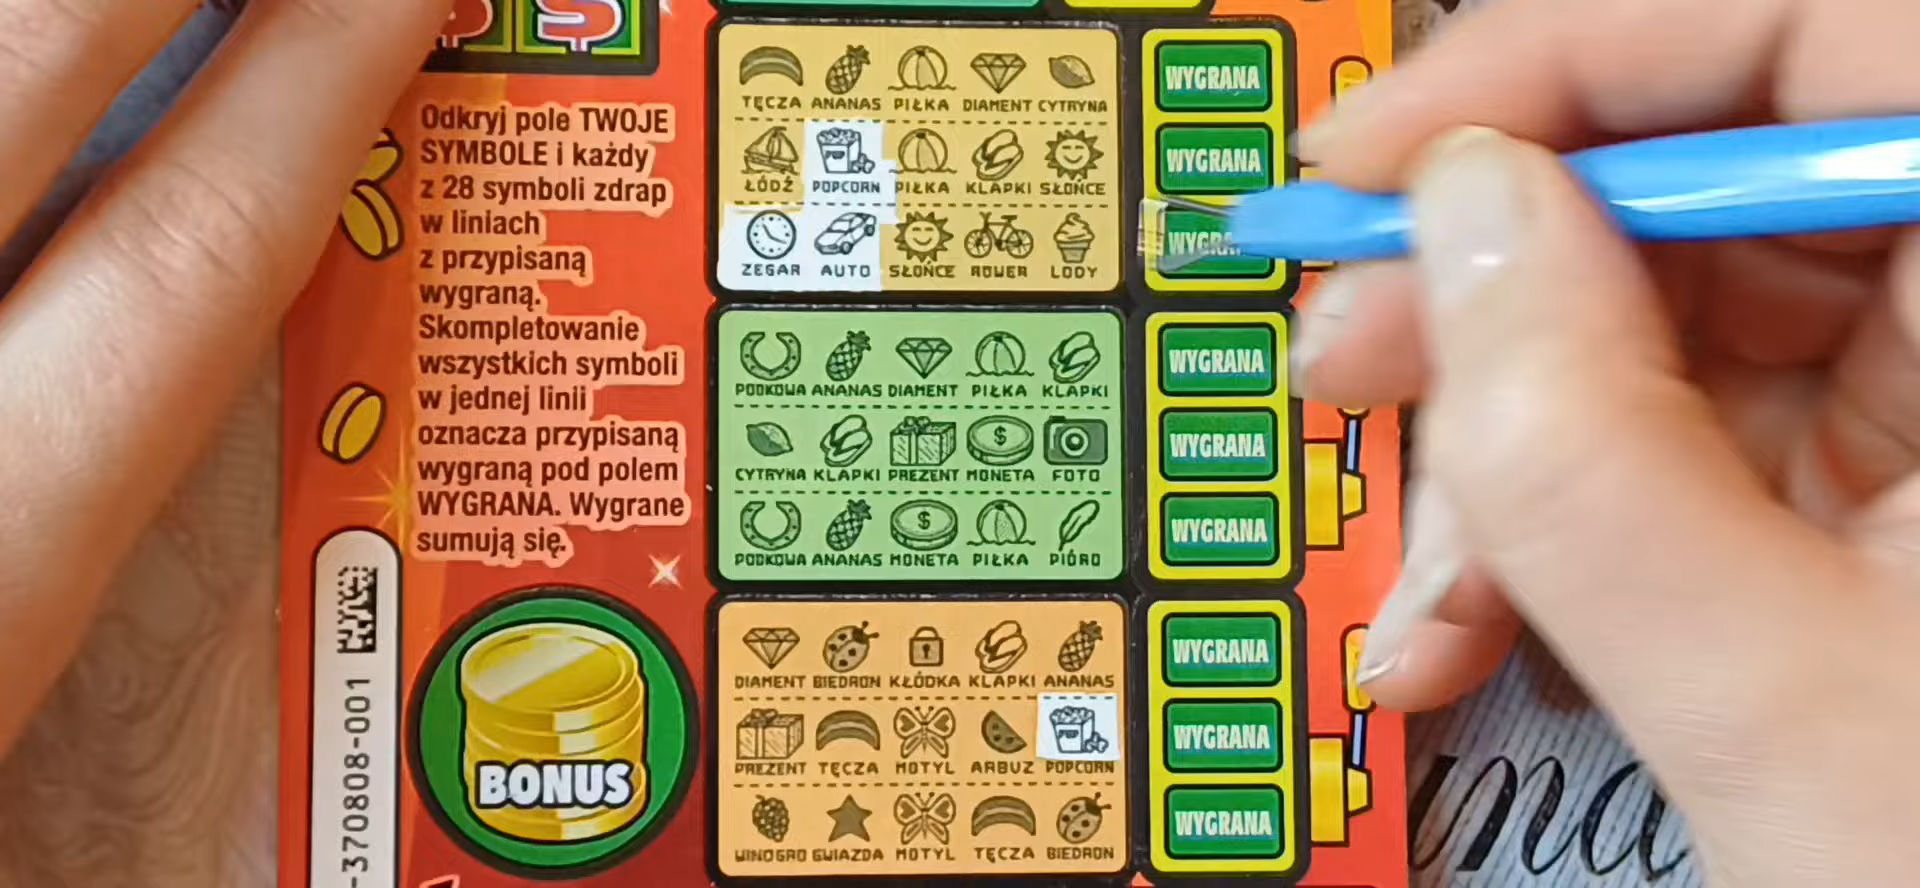 Odkryj pole TWOJE
SYMBOLE i każdy
z 28 symboli zdrap
w liniach
z przypisaną
wygraną.
Skompletowanie
wszystkich symboli
w jednej linii
oznacza przypisaną
wygraną pod polem
WYGRANA. Wygrane
sumują się.
-370808-001
BONUS
TĘCZA ANANAS PIŁKA DIAMENT CYTRYNA
WYGRANA
ŁÓDŹ POPCORN PIŁKA KLAPKI SŁOŃCE
WYGRANA
ZEGAR AUTO SŁOŃCE ROWER LODY
PODKOWA ANANAS DIAMENT PIŁKA KLAPKI
WYGRANA
CYTRYNA KLAPKI PREZENT MONETA FOTO
WYGRANA
PODKOWA ANANAS MONETA PIŁKA PIÓRO
WYGRANA
DIAMENT BIEDRON KŁÓDKA KLAPKI ANANAS
WYGRANA
PREZENT TĘCZA MOTYL ARBUZ POPCORN
WYGRANA
WINOGRO GWIAZDA MOTYL TĘCZA BIEDRON
WYGRANA